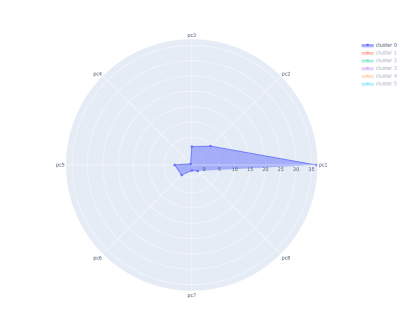 pc3
cluster 0
cluster 1
cluster 2
cluster 3
cluster 4
cluster 5
pc4
pc2
pc5
pc1
0 5 10 15 20 25 30 35
pc6
pc8
pc7